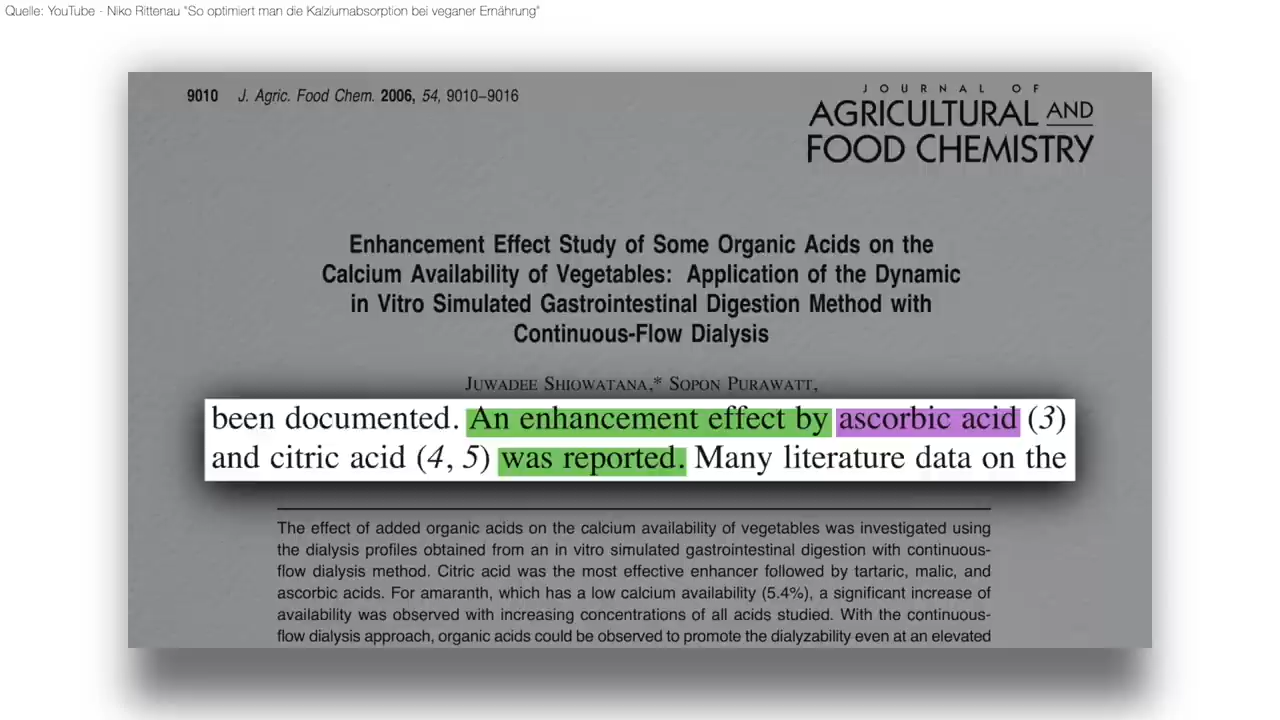 Quelle: YouTube - Niko Rittenau "So optimiert man die Kalziumabsorption bei veganer Ernährung"
9010 J. Agric. Food Chem. 2006, 54, 9010–9016
JOURNAL OF
AGRICULTURAL AND
FOOD CHEMISTRY
Enhancement Effect Study of Some Organic Acids on the
Calcium Availability of Vegetables: Application of the Dynamic
in Vitro Simulated Gastrointestinal Digestion Method with
Continuous-Flow Dialysis
JUWADEE SHIOWATANA,* SOPON PURAWATT,
been documented. An enhancement effect by ascorbic acid (3)
and citric acid (4, 5) was reported. Many literature data on the
The effect of added organic acids on the calcium availability of vegetables was investigated using
the dialysis profiles obtained from an in vitro simulated gastrointestinal digestion with continuous-
flow dialysis method. Citric acid was the most effective enhancer followed by tartaric, malic, and
ascorbic acids. For amaranth, which has a low calcium availability (5.4%), a significant increase of
availability was observed with increasing concentrations of all acids studied. With the continuous-
flow dialysis approach, organic acids could be observed to promote the dialyzability even at an elevated